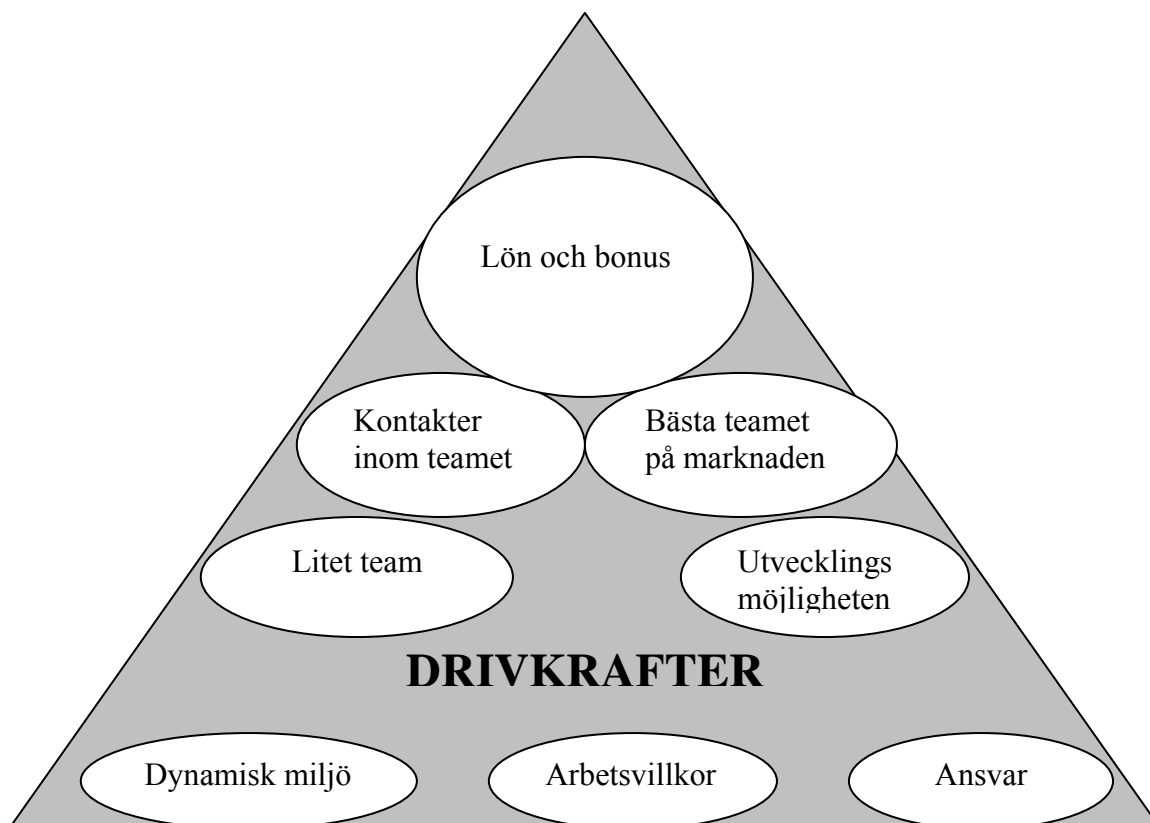 Lön och bonus
Kontakter
inom teamet
Bästa teamet
på marknaden
Litet team
Utvecklings
möjligheten
DRIVKRAFTER
Dynamisk miljö
Arbetsvillkor
Ansvar